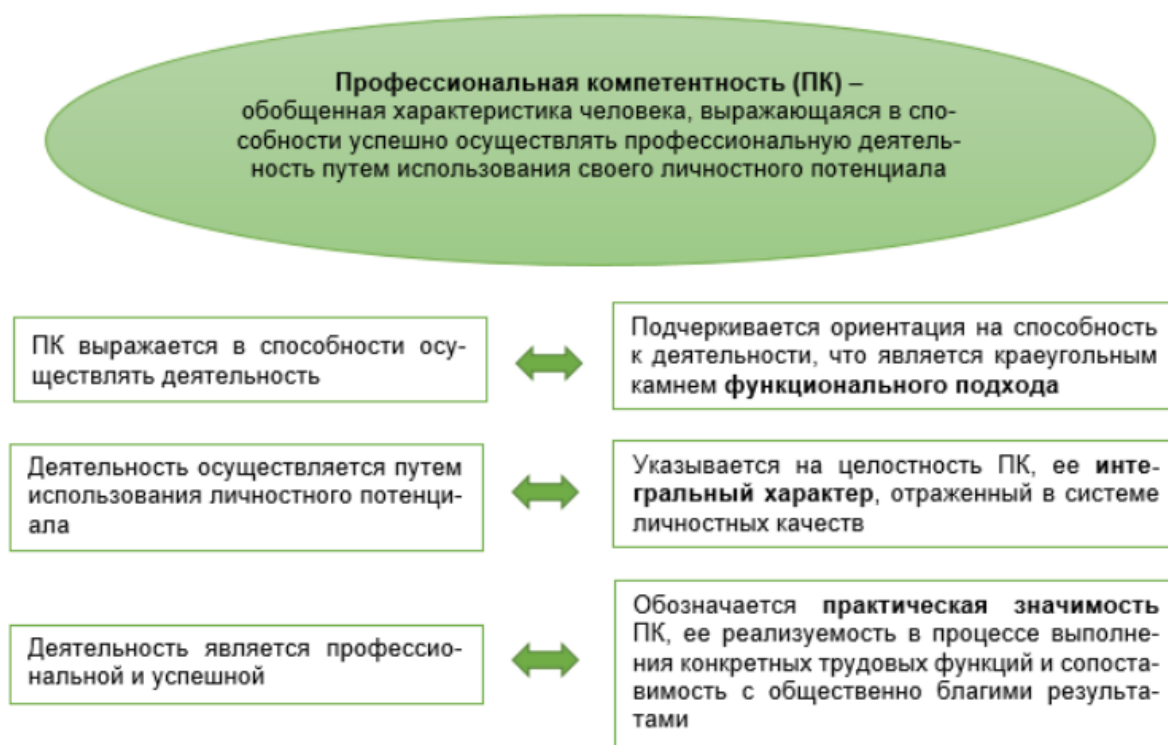 Профессиональная компетентность (ПК) –
обобщенная характеристика человека, выражающаяся в спо-
собности успешно осуществлять профессиональную деятель-
ность путем использования своего личностного потенциала
ПК выражается в способности осу-
ществлять деятельность
Подчеркивается ориентация на способность
к деятельности, что является краеугольным
камнем функционального подхода
Деятельность осуществляется путем
использования личностного потенци-
ала
Указывается на целостность ПК, ее инте-
гральный характер, отраженный в системе
личностных качеств
Деятельность является профессио-
нальной и успешной
Обозначается практическая значимость
ПК, ее реализуемость в процессе выполне-
ния конкретных трудовых функций и сопоста-
вимость с общественно благими результа-
тами